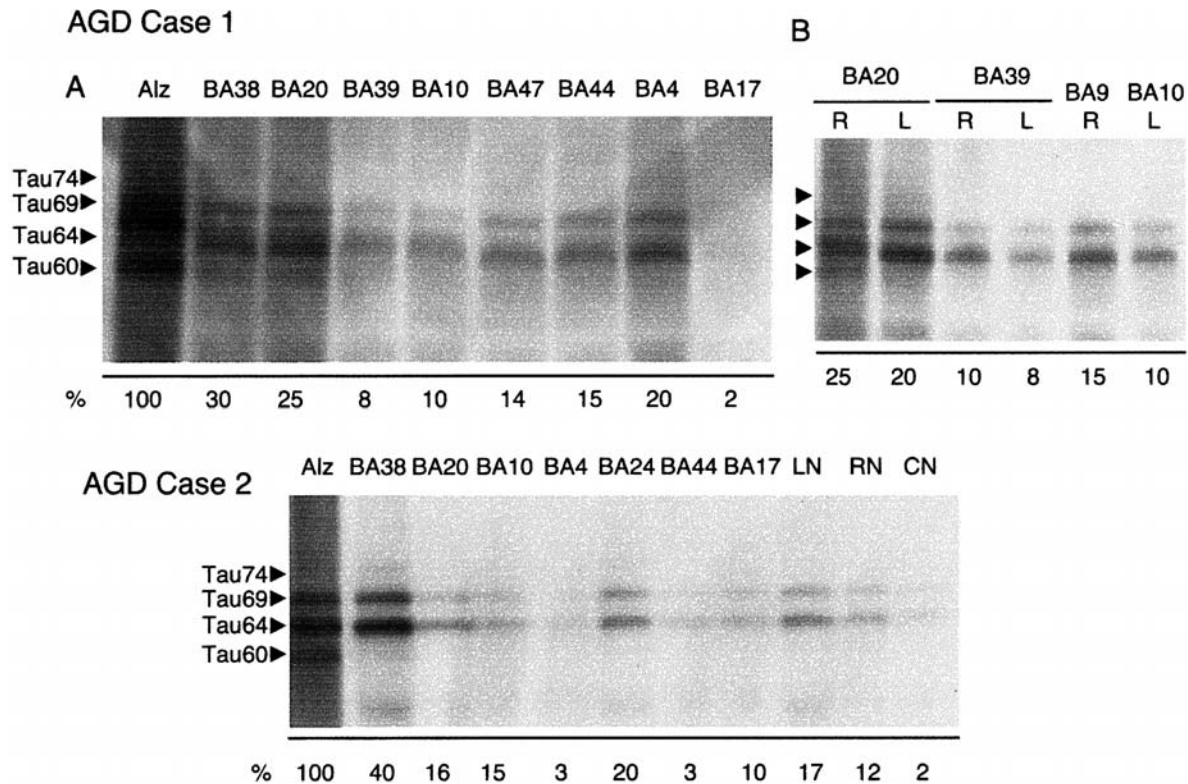 AGD Case 1
A
Alz BA38 BA20 BA39 BA10 BA47 BA44 BA4 BA17
Tau74
Tau69
Tau64
Tau60
% 100 30 25 8 10 14 15 20 2
B
BA20 BA39 BA9 BA10
R L R L R L
25 20 10 8 15 10
AGD Case 2
Alz BA38 BA20 BA10 BA4 BA24 BA44 BA17 LN RN CN
Tau74
Tau69
Tau64
Tau60
% 100 40 16 15 3 20 3 10 17 12 2